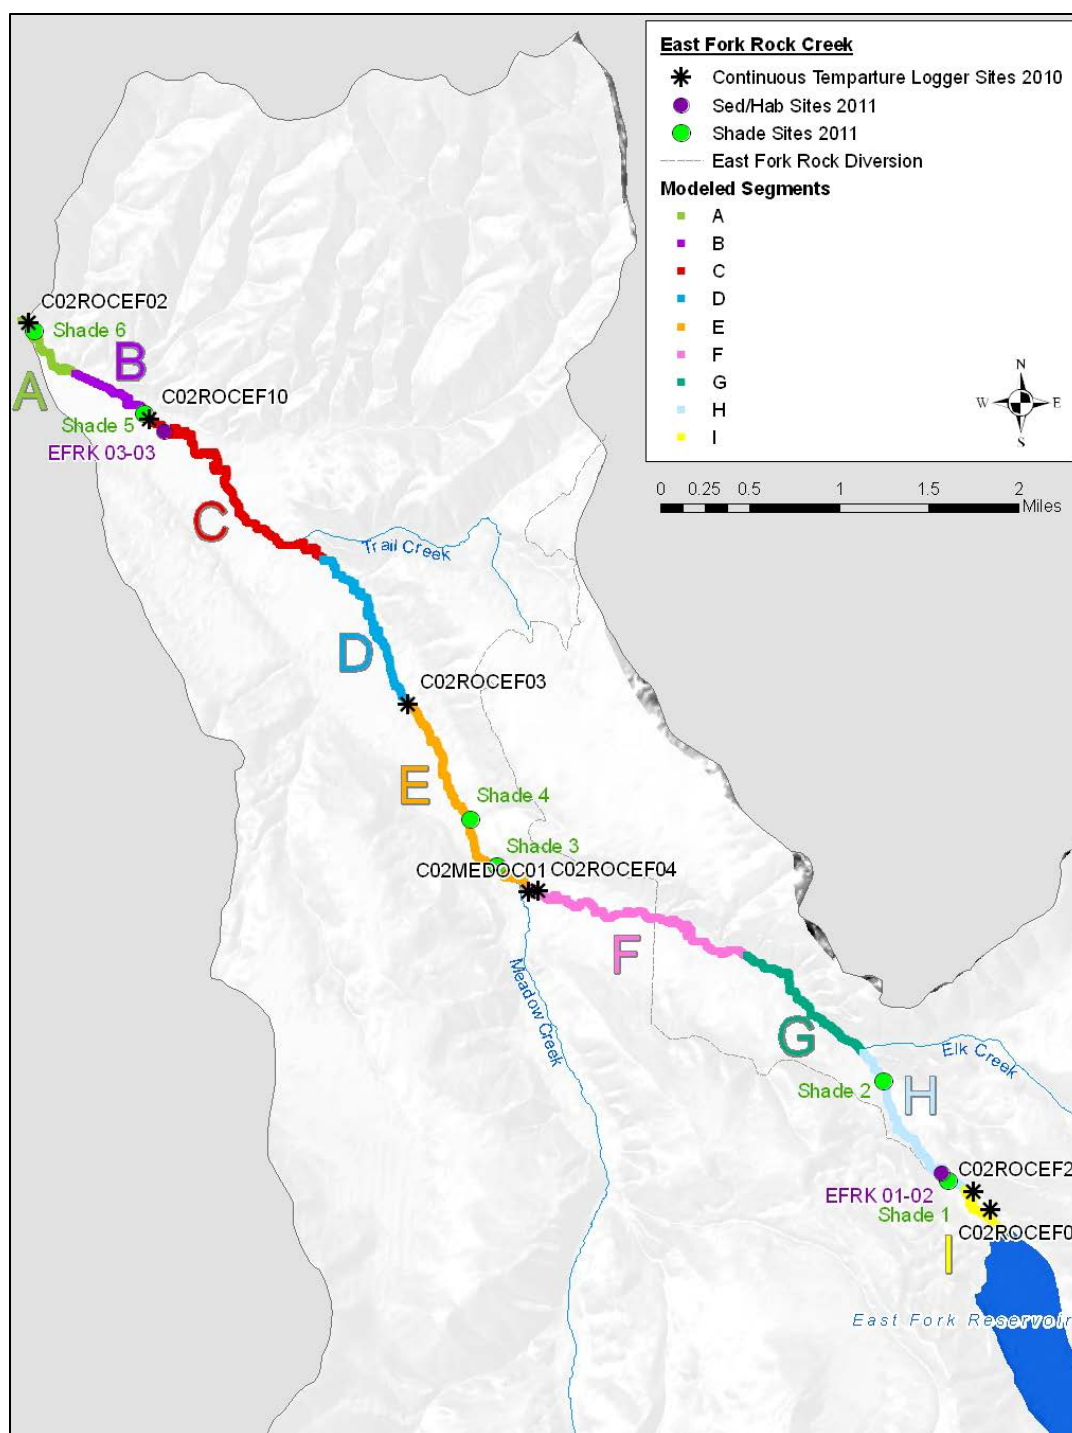 East Fork Rock Creek
Continuous Temparture Logger Sites 2010
Sed/Hab Sites 2011
Shade Sites 2011
East Fork Rock Diversion
Modeled Segments
A
B
C
D
E
F
G
H
I
N
W E
S
0 0.25 0.5 1 1.5 2
Miles
C02ROCEF02
Shade 6
B
A
C02ROCEF10
Shade 5
EFRK 03-03
C
Trail Creek
D
C02ROCEF03
E
Shade 4
Shade 3
C02MEDOC01
C02ROCEF04
F
Meadow Creek
G
Elk Creek
Shade 2
H
C02ROCEF2
EFRK 01-02
Shade 1
C02ROCEF0
I
East Fork Reservoir